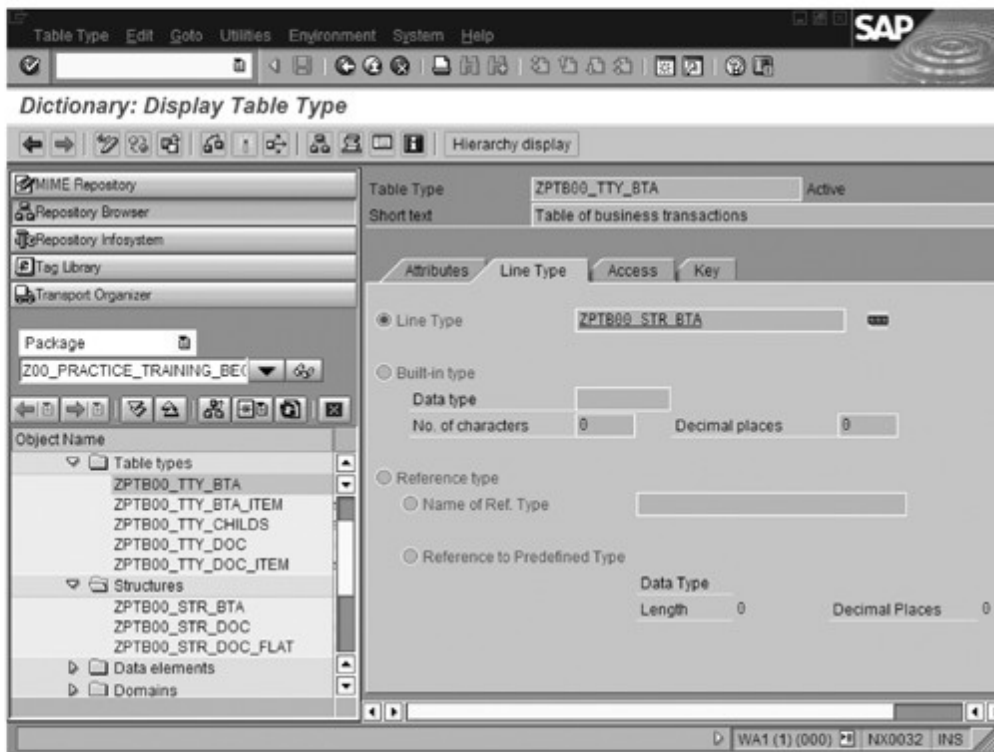 Table Type Edit Goto Utilities Environment System Help
SAP
Dictionary: Display Table Type
Hierarchy display
MIME Repository
Repository Browser
Repository Infosystem
Tag Library
Transport Organizer
Package
Z00_PRACTICE_TRAINING_BEC
Object Name
Table types
ZPTB00_TTY_BTA
ZPTB00_TTY_BTA_ITEM
ZPTB00_TTY_CHILDS
ZPTB00_TTY_DOC
ZPTB00_TTY_DOC_ITEM
Structures
ZPTB00_STR_BTA
ZPTB00_STR_DOC
ZPTB00_STR_DOC_FLAT
Data elements
Domains
Table Type ZPTB00_TTY_BTA Active
Short text Table of business transactions
Attributes Line Type Access Key
Line Type ZPTB00_STR_BTA
Built-in type
Data type
No. of characters 0 Decimal places 0
Reference type
Name of Ref. Type
Reference to Predefined Type
Data Type
Length 0 Decimal Places 0
WA1 (1) (000) NX0032 INS